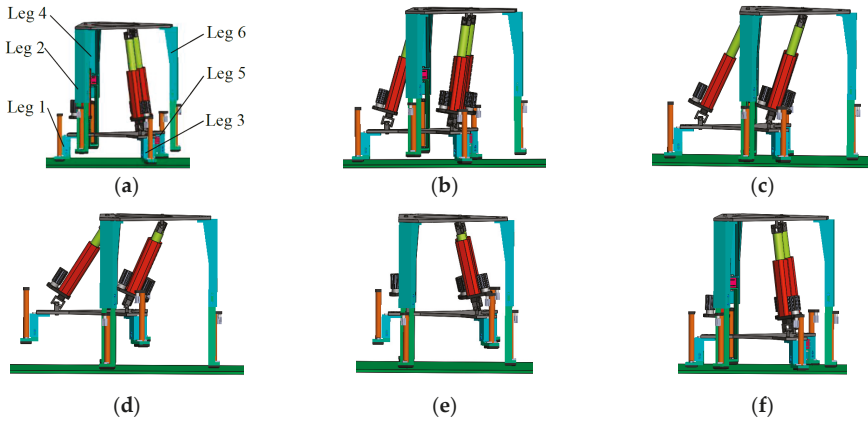 Leg 4
Leg 6
Leg 2
Leg 5
Leg 1
Leg 3
(a)
(b)
(c)
(d)
(e)
(f)